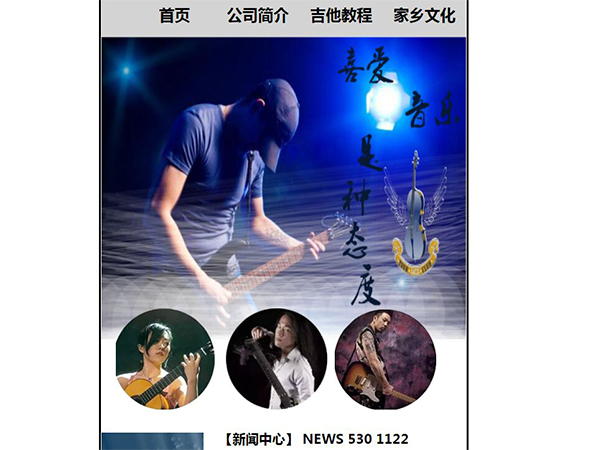 首页 公司简介 吉他教程 家乡文化
喜爱
音乐
是
种
态
度
【新闻中心】 NEWS 530 1122